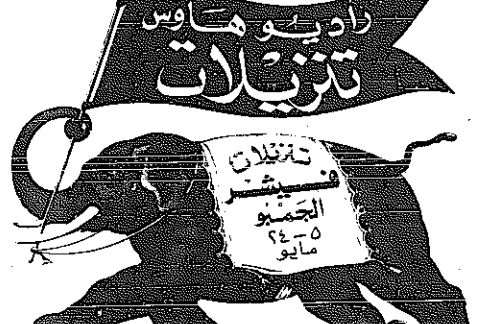 راديو هاوس
تنزيلات
تنزيلات
فيشر
الجمبو
٥ - ٢٤
مايو